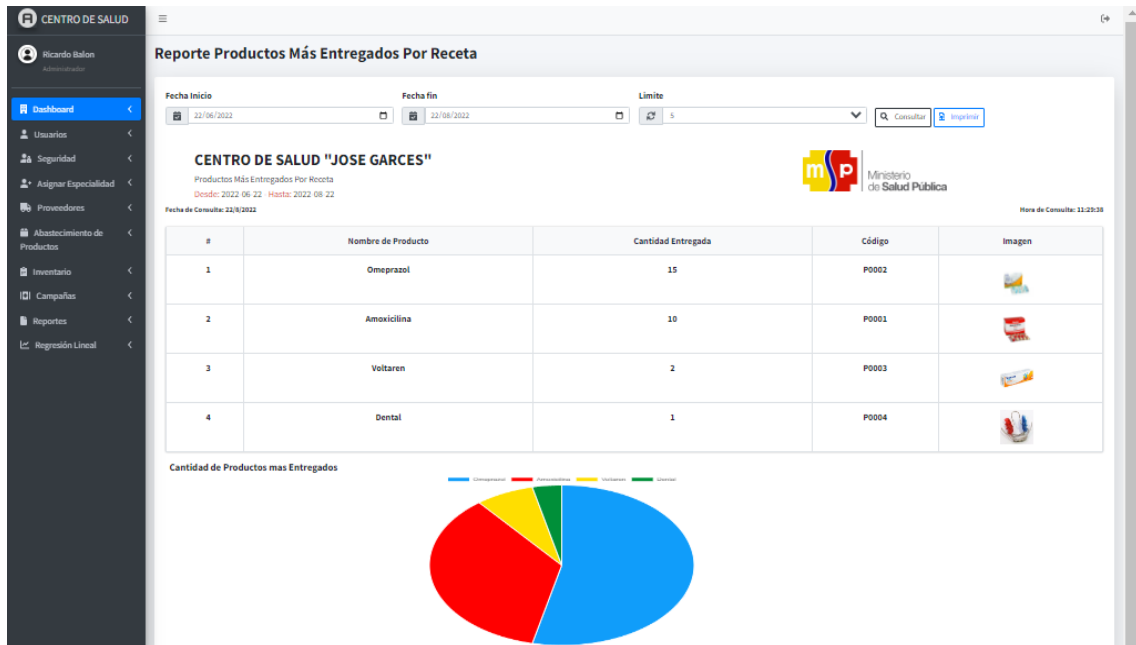 CENTRO DE SALUD
Ricardo Balon
Administrador
Dashboard
Usuarios
Seguridad
Asignar Especialidad
Proveedores
Abastecimiento de
Productos
Inventario
Campañas
Reportes
Regresión Lineal
Reporte Productos Más Entregados Por Receta
Fecha Inicio Fecha fin Limite
22/06/2022 22/08/2022 5 Consultar Imprimir
CENTRO DE SALUD "JOSE GARCES"
Productos Más Entregados Por Receta
Desde: 2022-06-22 - Hasta: 2022-08-22
msp Ministerio
de Salud Pública
Fecha de Consulta: 22/8/2022 Hora de Consulta: 11:29:38
# Nombre de Producto Cantidad Entregada Código Imagen
1 Omeprazol 15 P0002
2 Amoxicilina 10 P0001
3 Voltaren 2 P0003
4 Dental 1 P0004
Cantidad de Productos mas Entregados
Omeprazol Amoxicilina Voltaren Dental